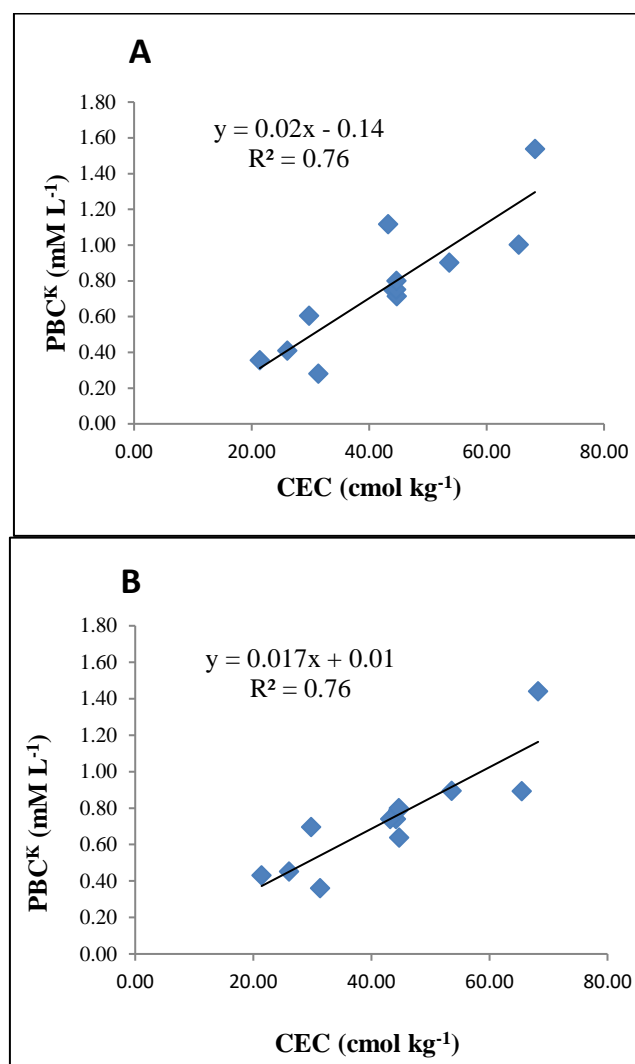 A
y = 0.02x - 0.14
R² = 0.76
PBCᴷ (mM L⁻¹)
1.80
1.60
1.40
1.20
1.00
0.80
0.60
0.40
0.20
0.00
0.00 20.00 40.00 60.00 80.00
CEC (cmol kg⁻¹)
B
y = 0.017x + 0.01
R² = 0.76
PBCᴷ (mM L⁻¹)
1.80
1.60
1.40
1.20
1.00
0.80
0.60
0.40
0.20
0.00
0.00 20.00 40.00 60.00 80.00
CEC (cmol kg⁻¹)